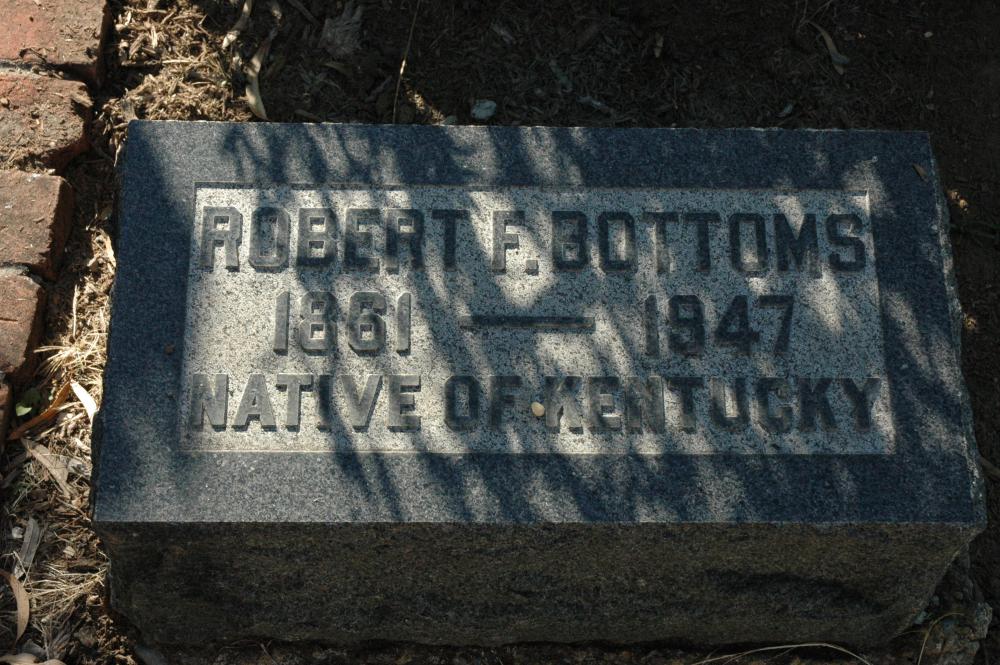 ROBERT F. BOTTOMS
1861 — 1947
NATIVE OF KENTUCKY